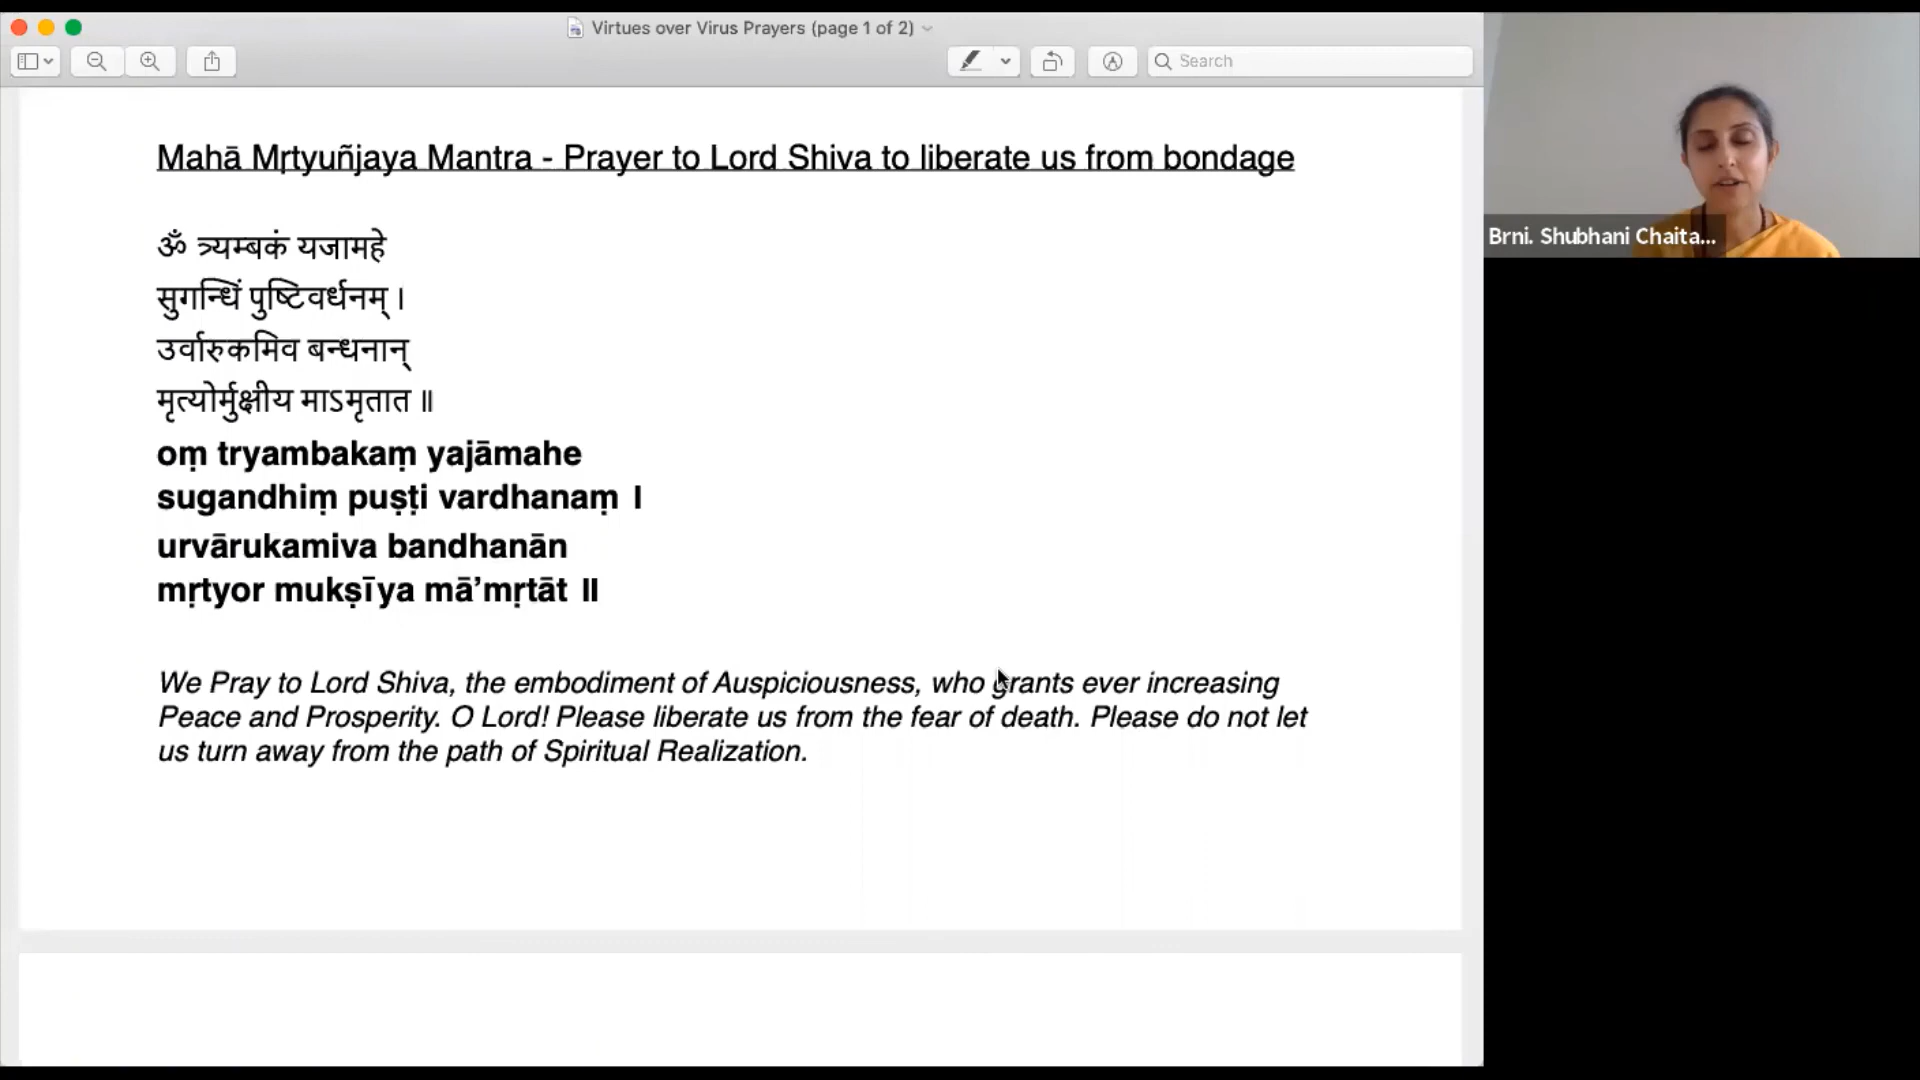 Virtues over Virus Prayers (page 1 of 2)
Search
Mahā Mṛtyuñjaya Mantra - Prayer to Lord Shiva to liberate us from bondage
ॐ त्र्यम्बकं यजामहे
सुगन्धिं पुष्टिवर्धनम् ।
उर्वारुकमिव बन्धनान्
मृत्योर्मुक्षीय माऽमृतात ॥
oṃ tryambakaṃ yajāmahe
sugandhiṃ puṣṭi vardhanaṃ I
urvārukamiva bandhanān
mṛtyor mukṣīya mā’mṛtāt II
We Pray to Lord Shiva, the embodiment of Auspiciousness, who grants ever increasing
Peace and Prosperity. O Lord! Please liberate us from the fear of death. Please do not let
us turn away from the path of Spiritual Realization.
Brni. Shubhani Chaita...